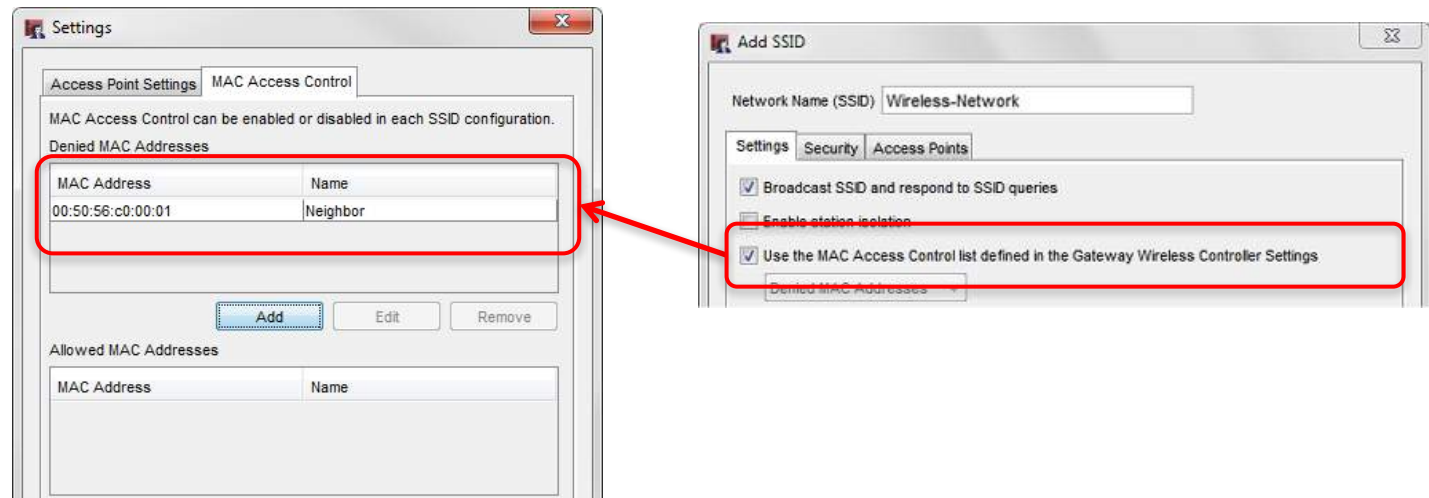 Settings
Access Point Settings MAC Access Control
MAC Access Control can be enabled or disabled in each SSID configuration.
Denied MAC Addresses
MAC Address Name
00:50:56:c0:00:01 Neighbor
Add Edit Remove
Allowed MAC Addresses
MAC Address Name
Add SSID
Network Name (SSID) Wireless-Network
Settings Security Access Points
Broadcast SSID and respond to SSID queries
Enable station isolation
Use the MAC Access Control list defined in the Gateway Wireless Controller Settings
Denied MAC Addresses